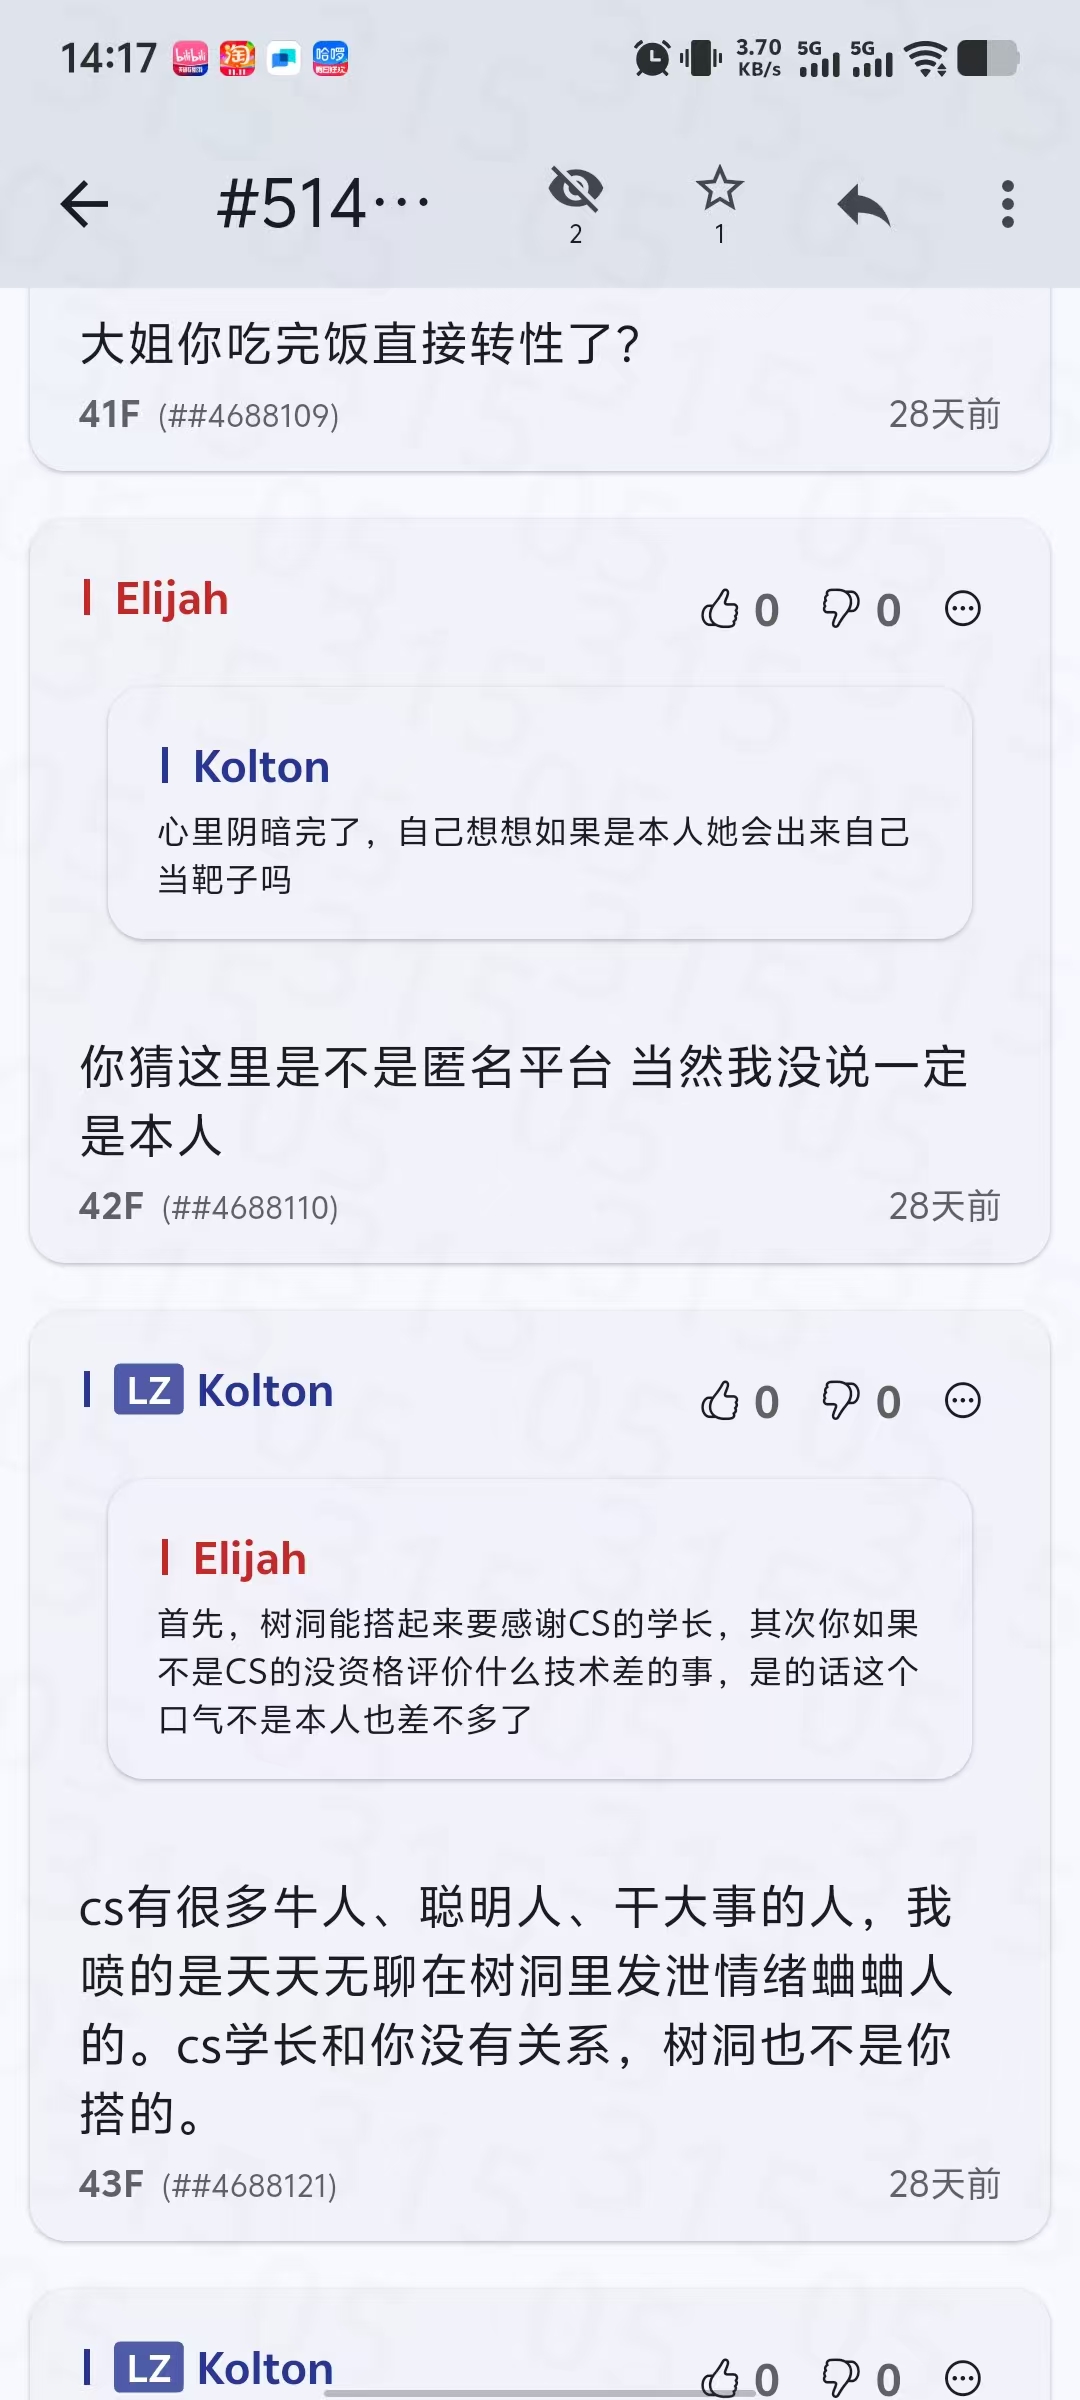 14:17
bilibili
淘
11.11
哈啰
3.70
KB/s
5G
5G
#514…
2
1
大姐你吃完饭直接转性了？
41F (##4688109)
28天前
Elijah
0
0
Kolton
心里阴暗完了，自己想想如果是本人她会出来自己
当靶子吗
你猜这里是不是匿名平台 当然我没说一定
是本人
42F (##4688110)
28天前
LZ Kolton
0
0
Elijah
首先，树洞能搭起来要感谢CS的学长，其次你如果
不是CS的没资格评价什么技术差的事，是的话这个
口气不是本人也差不多了
cs有很多牛人、聪明人、干大事的人，我
喷的是天天无聊在树洞里发泄情绪蛐蛐人
的。cs学长和你没有关系，树洞也不是你
搭的。
43F (##4688121)
28天前
LZ Kolton
0
0